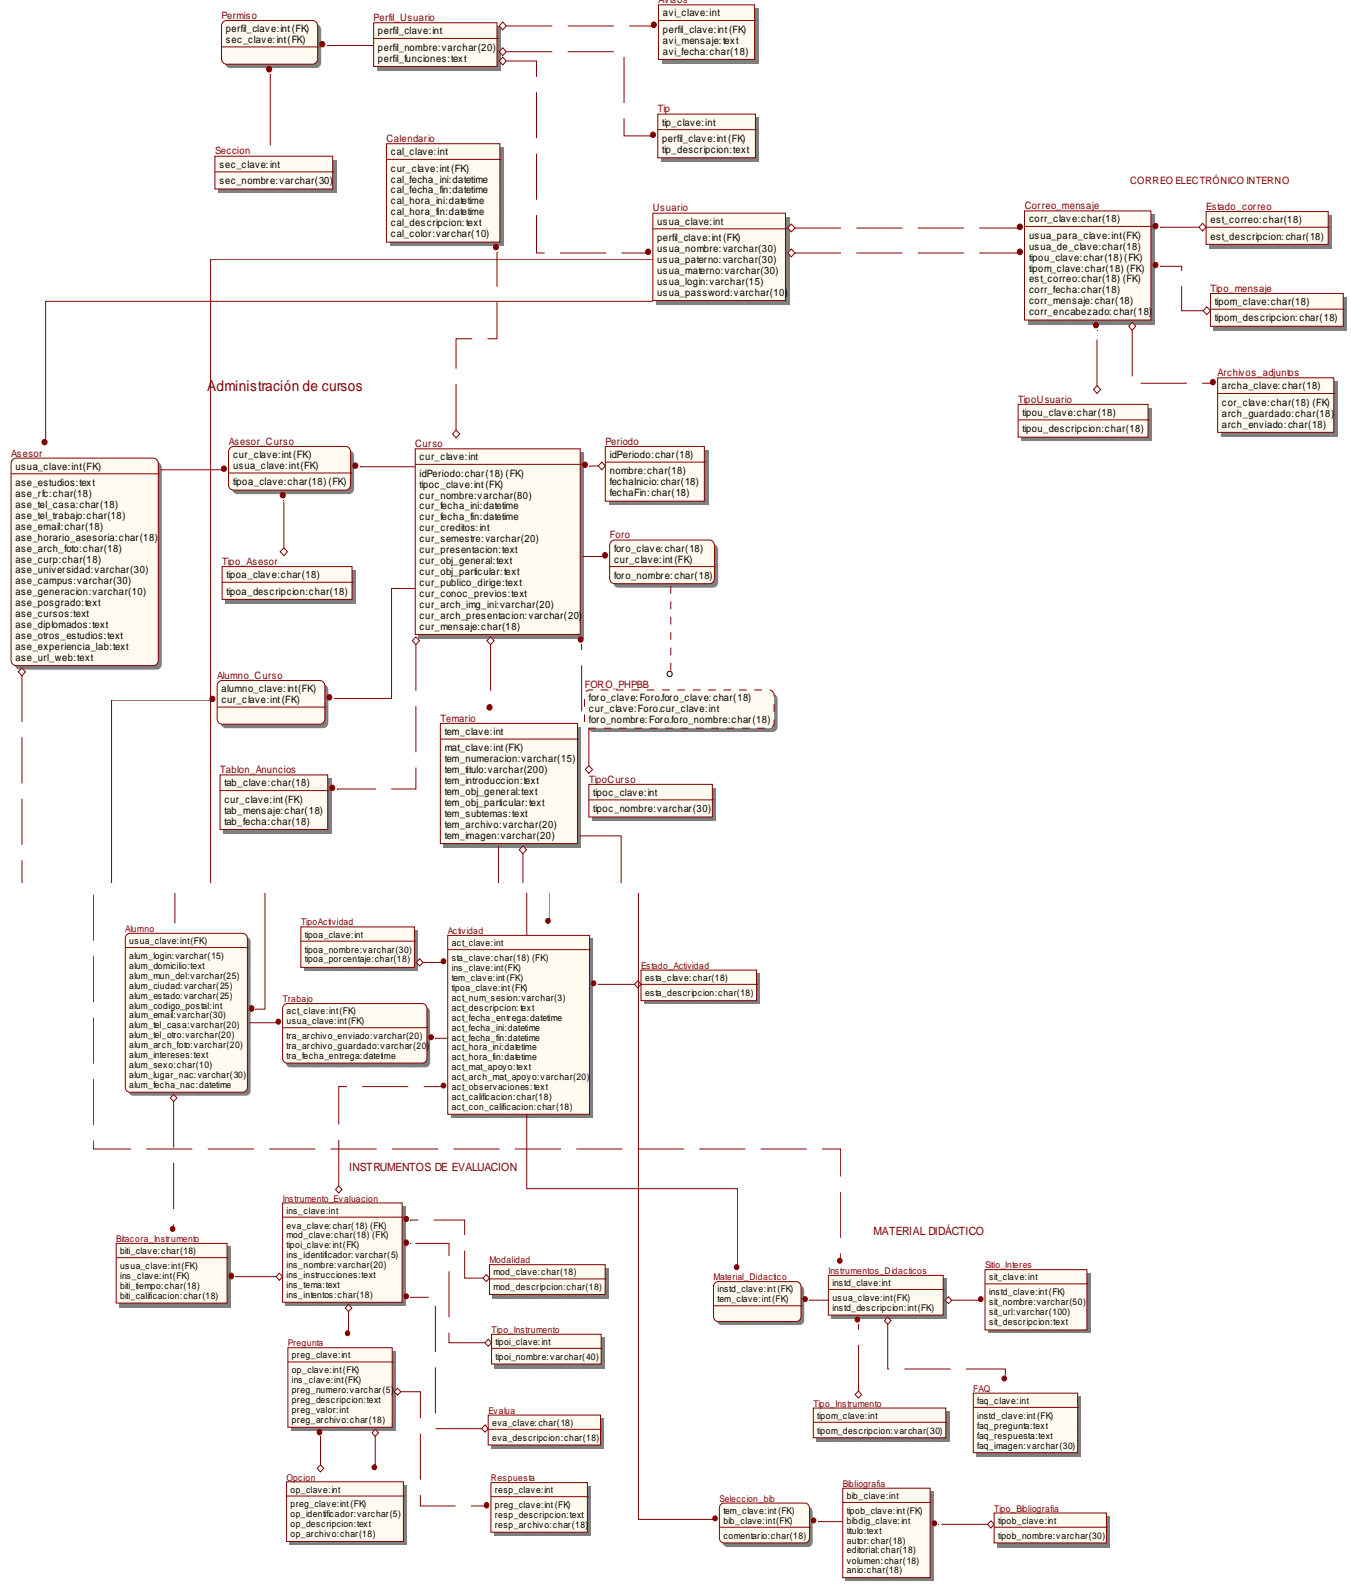 Permiso
perfil_clave:int(FK)
sec_clave:int(FK)
Perfil_Usuario
perfil_clave:int
perfil_nombre:varchar(20)
perfil_funciones:text
Avisos
avi_clave:int
perfil_clave:int(FK)
avi_mensaje:text
avi_fecha:char(18)
Tip
tip_clave:int
perfil_clave:int(FK)
tip_descripcion:text
Seccion
sec_clave:int
sec_nombre:varchar(30)
Calendario
cal_clave:int
cur_clave:int(FK)
cal_fecha_ini:datetime
cal_fecha_fin:datetime
cal_hora_ini:datetime
cal_hora_fin:datetime
cal_descripcion:text
cal_color:varchar(10)
Usuario
usua_clave:int
perfil_clave:int(FK)
usua_nombre:varchar(30)
usua_paterno:varchar(30)
usua_materno:varchar(30)
usua_login:varchar(15)
usua_password:varchar(10)
CORREO ELECTRÓNICO INTERNO
Correo_mensaje
corr_clave:char(18)
usua_para_clave:int(FK)
usua_de_clave:char(18)
tipou_clave:char(18) (FK)
tipom_clave:char(18) (FK)
est_correo:char(18) (FK)
corr_fecha:char(18)
corr_mensaje:char(18)
corr_encabezado:char(18)
Estado_correo
est_correo:char(18)
est_descripcion:char(18)
Tipo_mensaje
tipom_clave:char(18)
tipom_descripcion:char(18)
Archivos_adjuntos
archa_clave:char(18)
cor_clave:char(18) (FK)
arch_guardado:char(18)
arch_enviado:char(18)
TipoUsuario
tipou_clave:char(18)
tipou_descripcion:char(18)
Administración de cursos
Asesor
usua_clave:int(FK)
ase_estudios:text
ase_rfc:char(18)
ase_tel_casa:char(18)
ase_tel_trabajo:char(18)
ase_email:char(18)
ase_horario_asesoria:char(18)
ase_arch_foto:char(18)
ase_curp:char(18)
ase_universidad:varchar(30)
ase_campus:varchar(30)
ase_generacion:varchar(10)
ase_posgrado:text
ase_cursos:text
ase_diplomados:text
ase_otros_estudios:text
ase_experiencia_lab:text
ase_url_web:text
Asesor_Curso
cur_clave:int(FK)
usua_clave:int(FK)
tipoa_clave:char(18) (FK)
Tipo_Asesor
tipoa_clave:char(18)
tipoa_descripcion:char(18)
Curso
cur_clave:int
idPeriodo:char(18) (FK)
tipoc_clave:int(FK)
cur_nombre:varchar(80)
cur_fecha_ini:datetime
cur_fecha_fin:datetime
cur_creditos:int
cur_semestre:varchar(20)
cur_presentacion:text
cur_obj_general:text
cur_obj_particular:text
cur_publico_dirige:text
cur_conoc_previos:text
cur_arch_img_ini:varchar(20)
cur_arch_presentacion:varchar(20)
cur_mensaje:char(18)
Periodo
idPeriodo:char(18)
nombre:char(18)
fechaInicio:char(18)
fechaFin:char(18)
Foro
foro_clave:char(18)
cur_clave:int(FK)
foro_nombre:char(18)
FORO_PHPBB
foro_clave:Foro.foro_clave:char(18)
cur_clave:Foro.cur_clave:int
foro_nombre:Foro.foro_nombre:char(18)
Alumno_Curso
alumno_clave:int(FK)
cur_clave:int(FK)
Tablon_Anuncios
tab_clave:char(18)
cur_clave:int(FK)
tab_mensaje:char(18)
tab_fecha:char(18)
Temario
tem_clave:int
mat_clave:int(FK)
tem_numeracion:varchar(15)
tem_titulo:varchar(200)
tem_introduccion:text
tem_obj_general:text
tem_obj_particular:text
tem_subtemas:text
tem_archivo:varchar(20)
tem_imagen:varchar(20)
TipoCurso
tipoc_clave:int
tipoc_nombre:varchar(30)
Alumno
usua_clave:int(FK)
alum_login:varchar(15)
alum_domicilio:text
alum_mun_del:varchar(25)
alum_ciudad:varchar(25)
alum_estado:varchar(25)
alum_codigo_postal:int
alum_email:varchar(30)
alum_tel_casa:varchar(20)
alum_tel_otro:varchar(20)
alum_arch_foto:varchar(20)
alum_intereses:text
alum_sexo:char(10)
alum_lugar_nac:varchar(30)
alum_fecha_nac:datetime
TipoActividad
tipoa_clave:int
tipoa_nombre:varchar(30)
tipoa_porcentaje:char(18)
Trabajo
act_clave:int(FK)
usua_clave:int(FK)
tra_archivo_enviado:varchar(20)
tra_archivo_guardado:varchar(20)
tra_fecha_entrega:datetime
Actividad
act_clave:int
sta_clave:char(18) (FK)
ins_clave:int(FK)
tem_clave:int(FK)
tipoa_clave:int(FK)
act_num_sesion:varchar(3)
act_descripcion:text
act_fecha_entrega:datetime
act_fecha_ini:datetime
act_fecha_fin:datetime
act_hora_ini:datetime
act_hora_fin:datetime
act_mat_apoyo:text
act_arch_mat_apoyo:varchar(20)
act_observaciones:text
act_calificacion:char(18)
act_con_calificacion:char(18)
Estado_Actividad
esta_clave:char(18)
esta_descripcion:char(18)
INSTRUMENTOS DE EVALUACION
Instrumento_Evaluacion
ins_clave:int
eva_clave:char(18) (FK)
mod_clave:char(18) (FK)
tipoi_clave:int(FK)
ins_identificador:varchar(5)
ins_nombre:varchar(20)
ins_instrucciones:text
ins_tema:text
ins_intentos:char(18)
Bitacora_Instrumento
biti_clave:char(18)
usua_clave:int(FK)
ins_clave:int(FK)
biti_tiempo:char(18)
biti_calificacion:char(18)
Modalidad
mod_clave:char(18)
mod_descripcion:char(18)
Tipo_Instrumento
tipoi_clave:int
tipoi_nombre:varchar(40)
Pregunta
preg_clave:int
op_clave:int(FK)
ins_clave:int(FK)
preg_numero:varchar(5)
preg_descripcion:text
preg_valor:int
preg_archivo:char(18)
Evalua
eva_clave:char(18)
eva_descripcion:char(18)
Opcion
op_clave:int
preg_clave:int(FK)
op_identificador:varchar(5)
op_descripcion:text
op_archivo:char(18)
Respuesta
resp_clave:int
preg_clave:int(FK)
resp_descripcion:text
resp_archivo:char(18)
MATERIAL DIDÁCTICO
Material_Didactico
instd_clave:int(FK)
tem_clave:int(FK)
Instrumentos_Didacticos
instd_clave:int
usua_clave:int(FK)
instd_descripcion:int(FK)
Sitio_Interes
sit_clave:int
instd_clave:int(FK)
sit_nombre:varchar(50)
sit_url:varchar(100)
sit_descripcion:text
Tipo_Instrumento
tipom_clave:int
tipom_descripcion:varchar(30)
FAQ
faq_clave:int
instd_clave:int(FK)
faq_pregunta:text
faq_respuesta:text
faq_imagen:varchar(30)
Seleccion_bib
tem_clave:int(FK)
bib_clave:int(FK)
comentario:char(18)
Bibliografia
bib_clave:int
tipob_clave:int(FK)
bibdig_clave:int
titulo:text
autor:char(18)
editorial:char(18)
volumen:char(18)
anio:char(18)
Tipo_Bibliografia
tipob_clave:int
tipob_nombre:varchar(30)